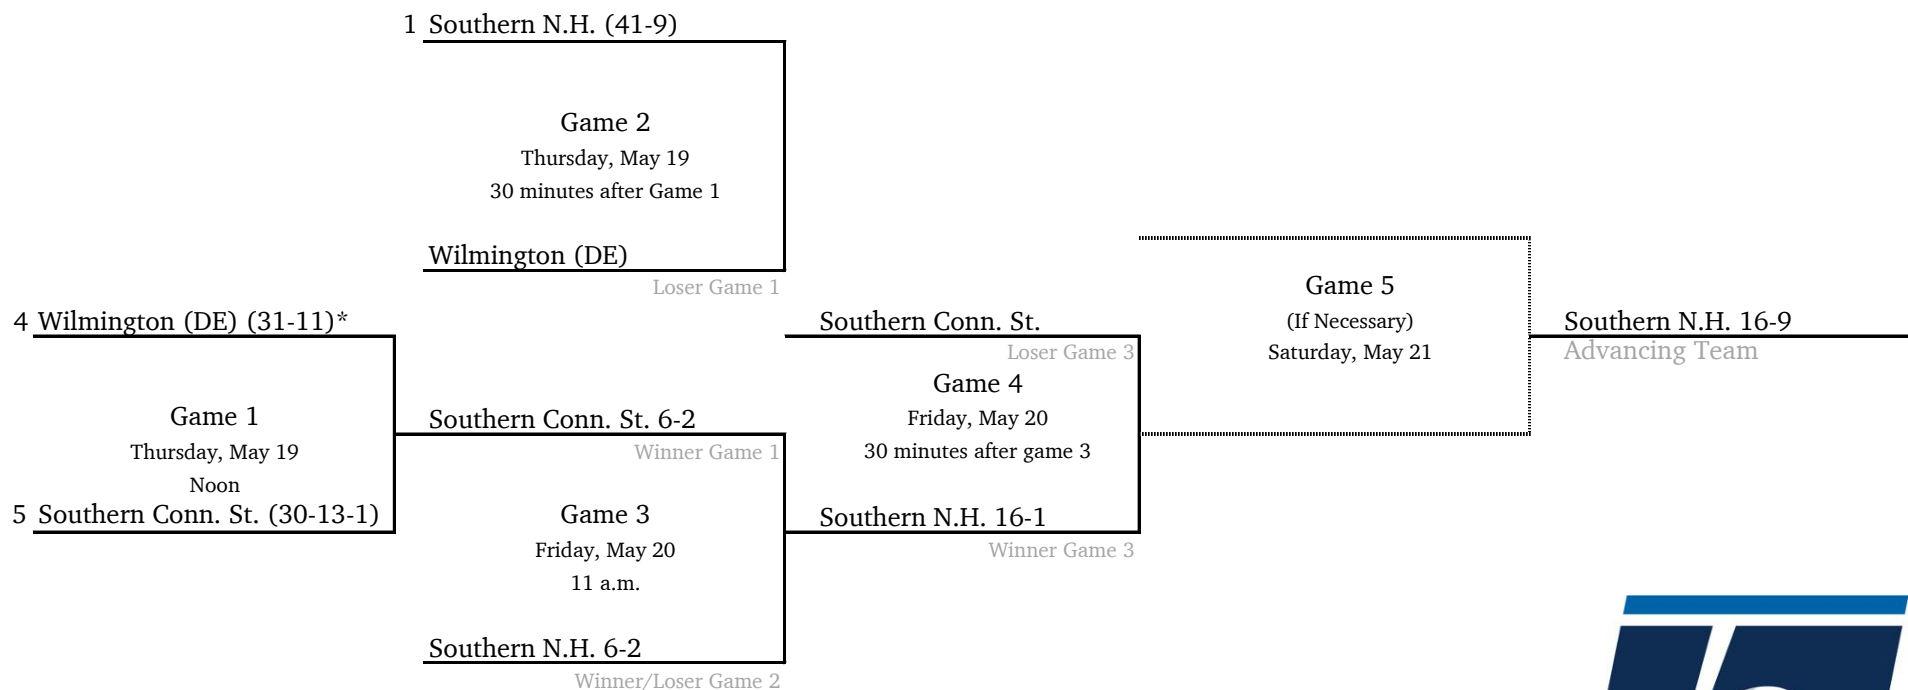 1 Southern N.H. (41-9)
Game 2
Thursday, May 19
30 minutes after Game 1
Wilmington (DE)
Loser Game 1
4 Wilmington (DE) (31-11)*
Game 1
Thursday, May 19
Noon
5 Southern Conn. St. (30-13-1)
Southern Conn. St. 6-2
Winner Game 1
Game 3
Friday, May 20
11 a.m.
Southern N.H. 6-2
Winner/Loser Game 2
Southern Conn. St.
Loser Game 3
Game 4
Friday, May 20
30 minutes after game 3
Southern N.H. 16-1
Winner Game 3
Game 5
(If Necessary)
Saturday, May 21
Southern N.H. 16-9
Advancing Team